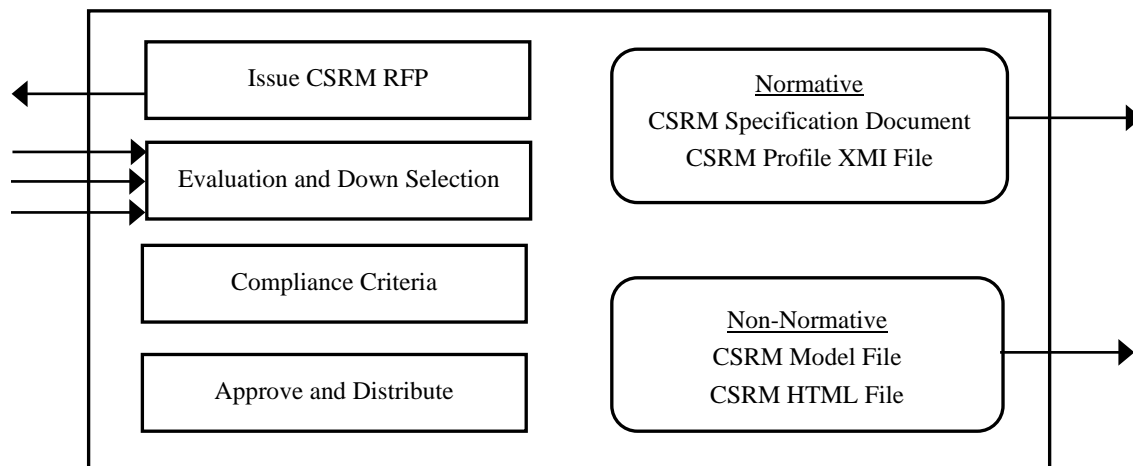 Issue CSRM RFP
Evaluation and Down Selection
Compliance Criteria
Approve and Distribute
Normative
CSRM Specification Document
CSRM Profile XMI File
Non-Normative
CSRM Model File
CSRM HTML File